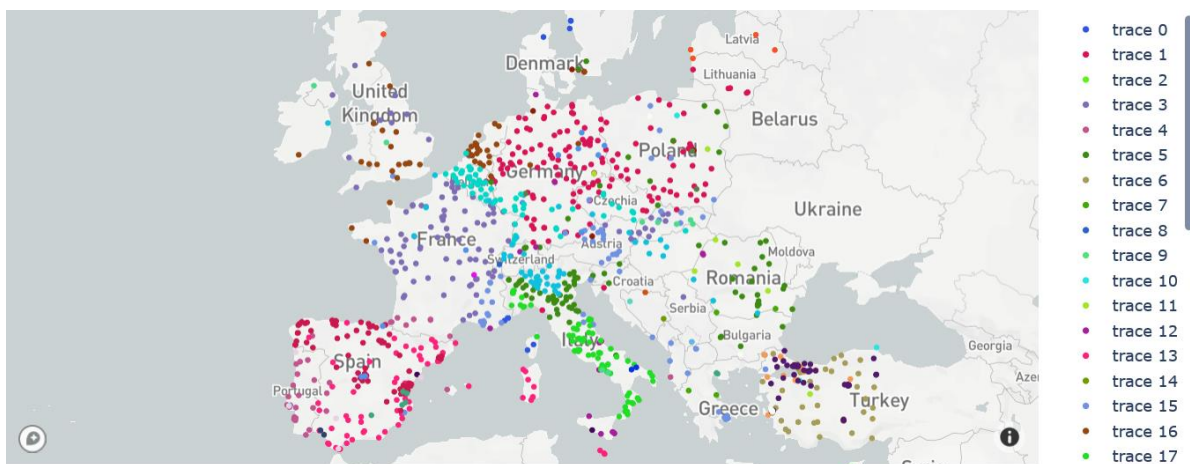 Latvia
Denmark
Lithuania
United
Kingdom
Belarus
Poland
Germany
Czechia
Ukraine
France
Austria
Switzerland
Moldova
Croatia
Romania
Serbia
Italy
Bulgaria
Georgia
Spain
Portugal
Greece
Turkey
trace 0
trace 1
trace 2
trace 3
trace 4
trace 5
trace 6
trace 7
trace 8
trace 9
trace 10
trace 11
trace 12
trace 13
trace 14
trace 15
trace 16
trace 17